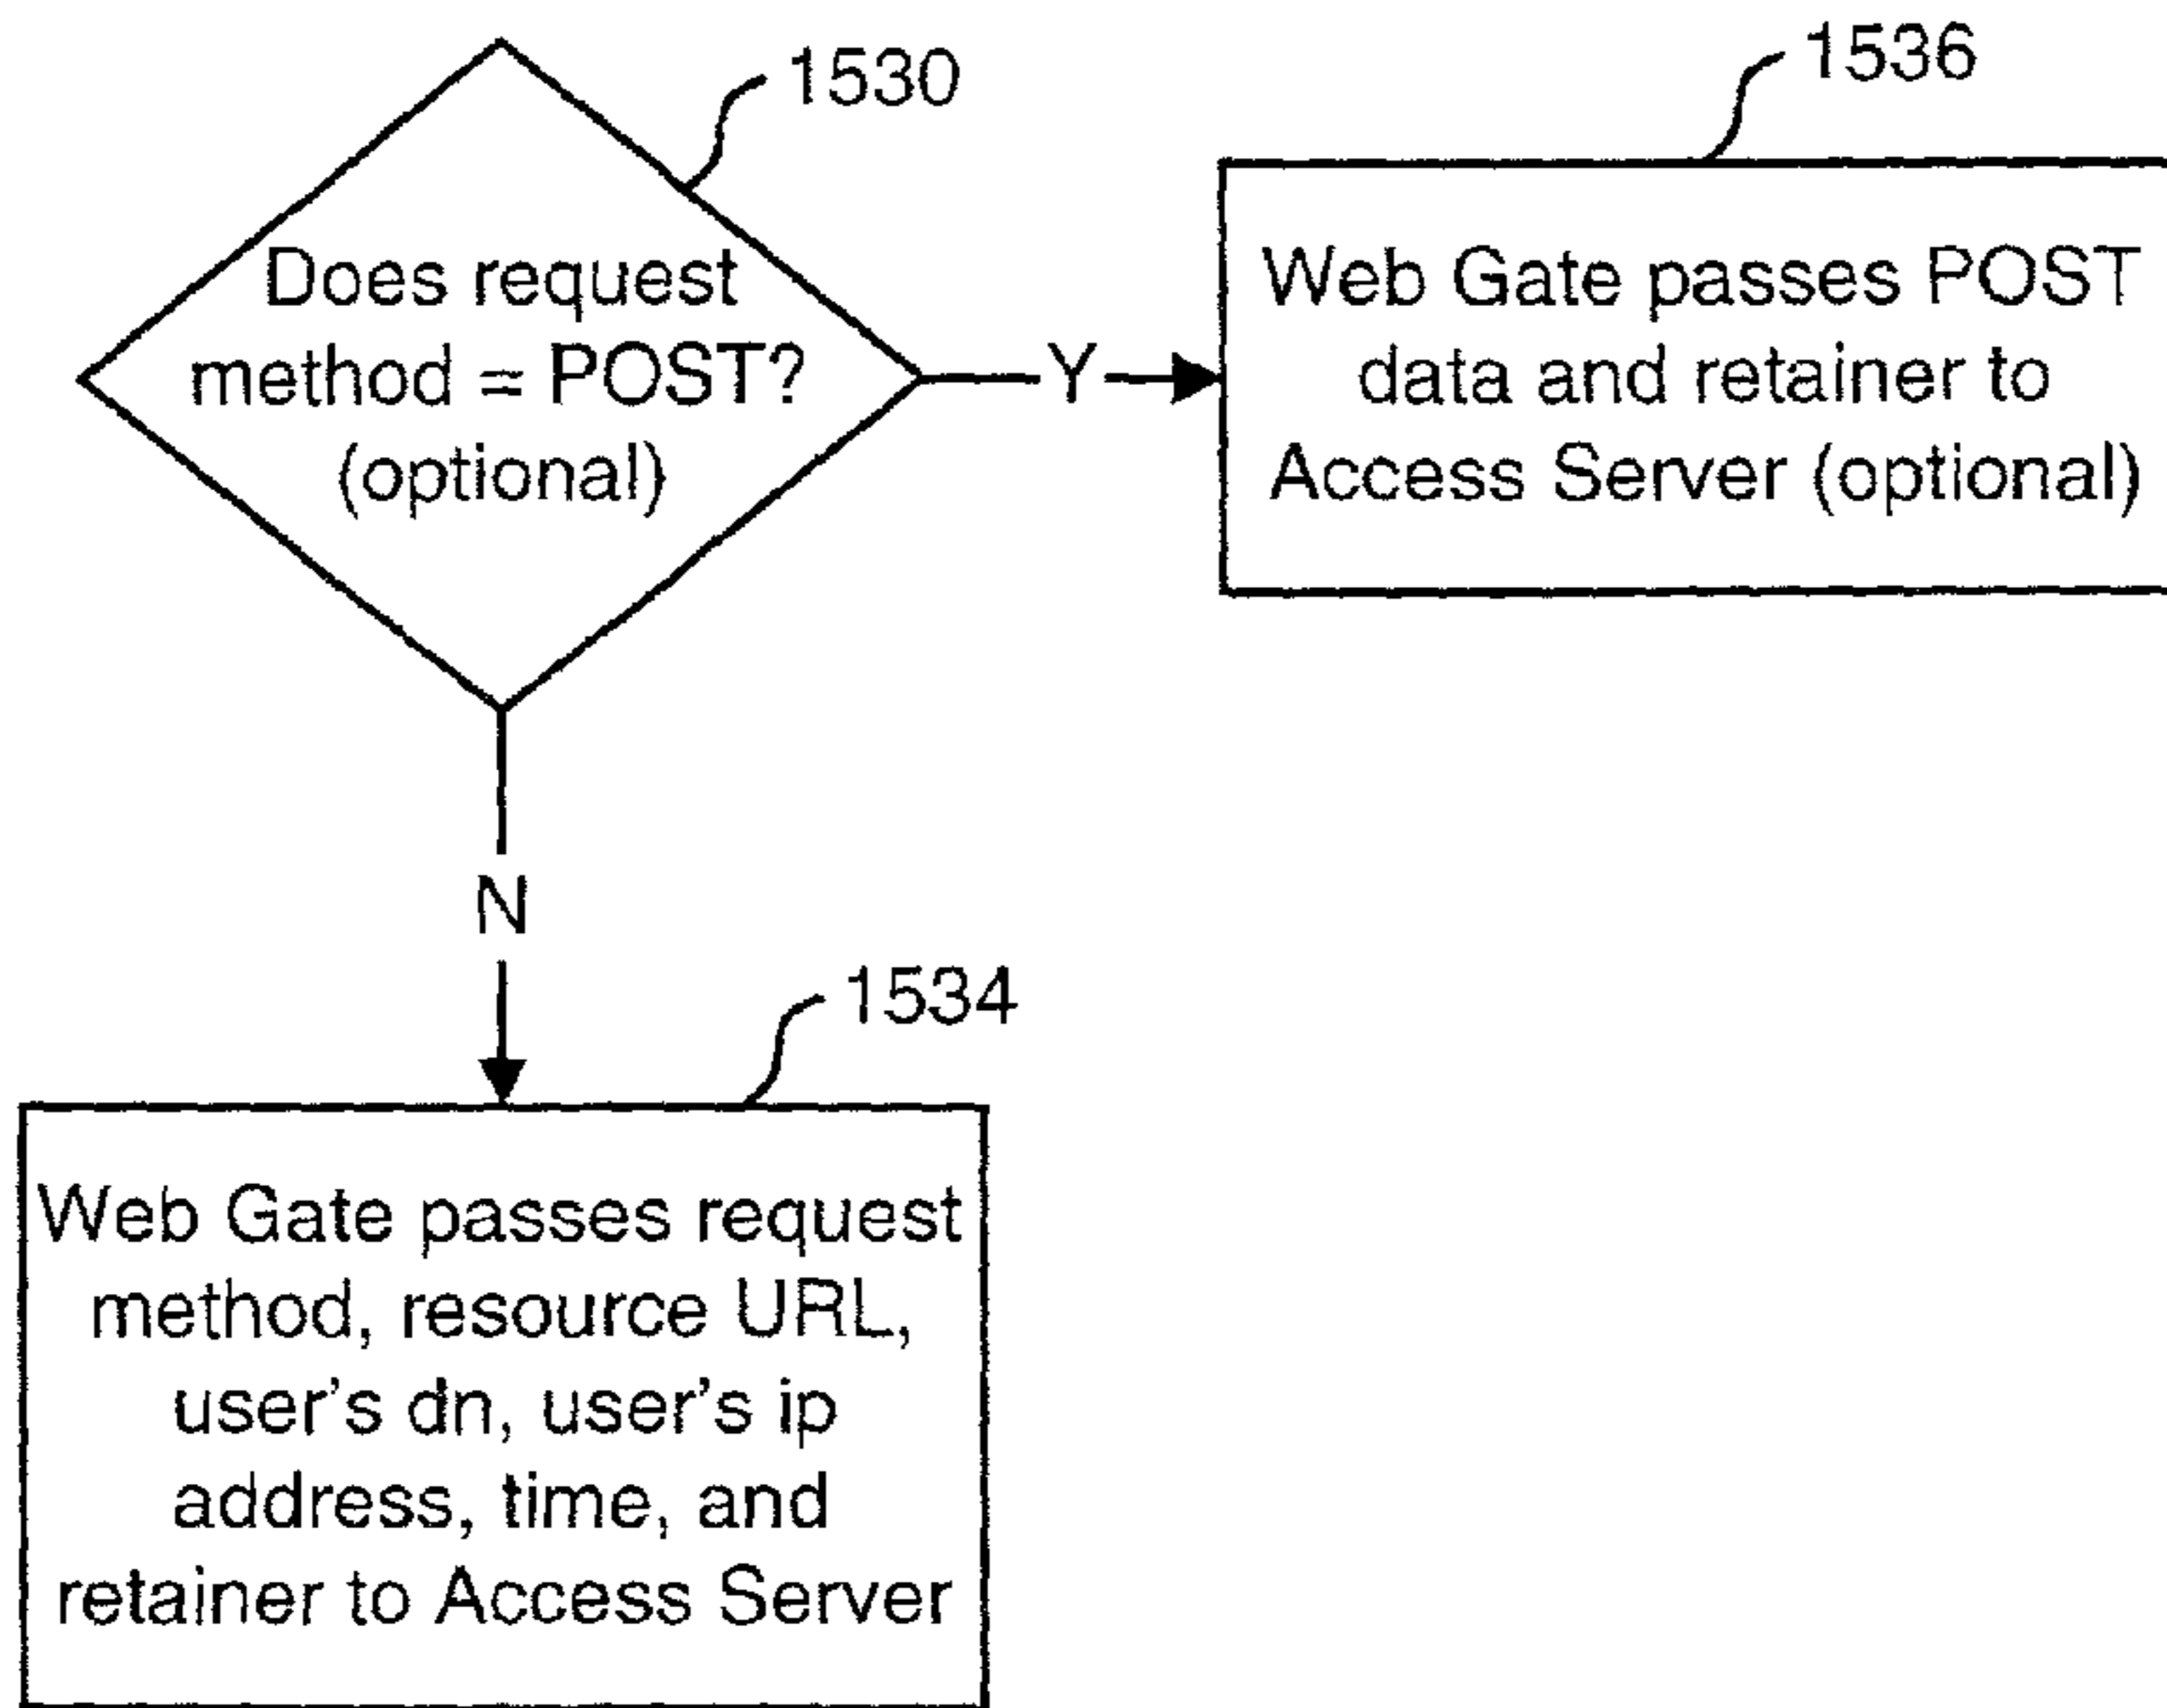 1530
Does request
method = POST?
(optional)
Y
1536
Web Gate passes POST
data and retainer to
Access Server (optional)
N
1534
Web Gate passes request
method, resource URL,
user's dn, user's ip
address, time, and
retainer to Access Server